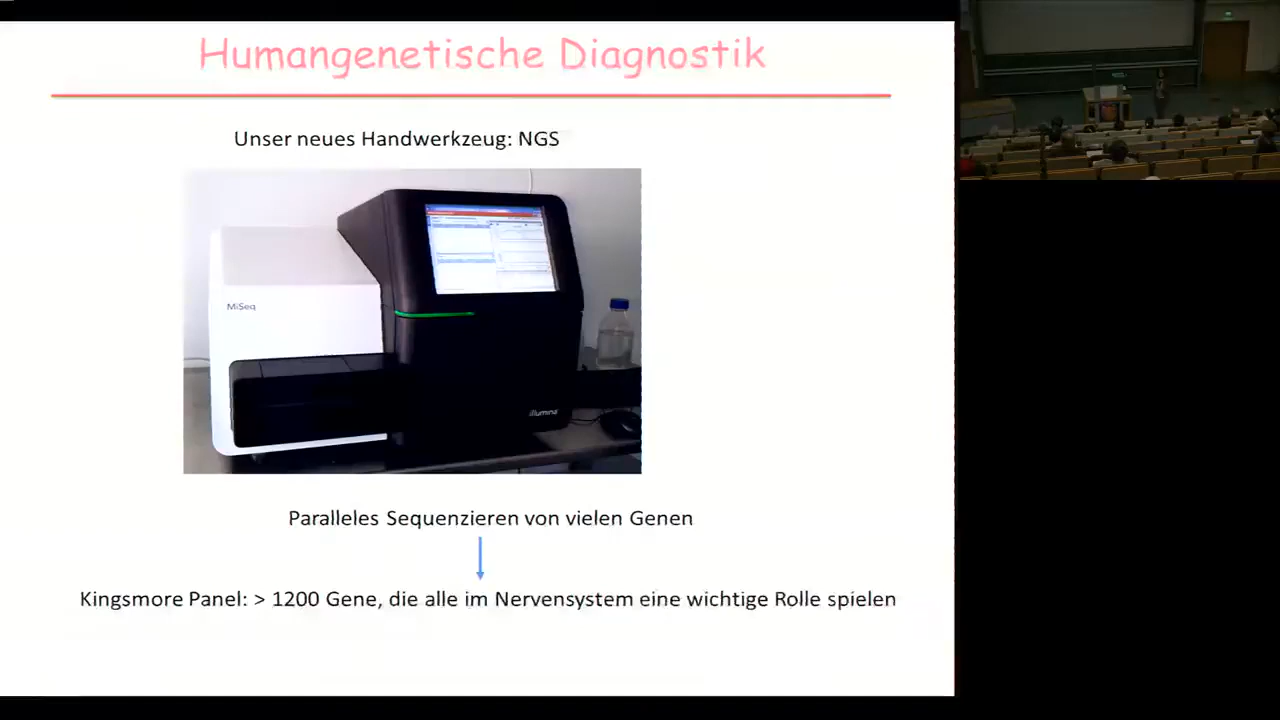 Humangenetische Diagnostik
Unser neues Handwerkzeug: NGS
MiSeq
illumina
Paralleles Sequenzieren von vielen Genen
Kingsmore Panel: > 1200 Gene, die alle im Nervensystem eine wichtige Rolle spielen